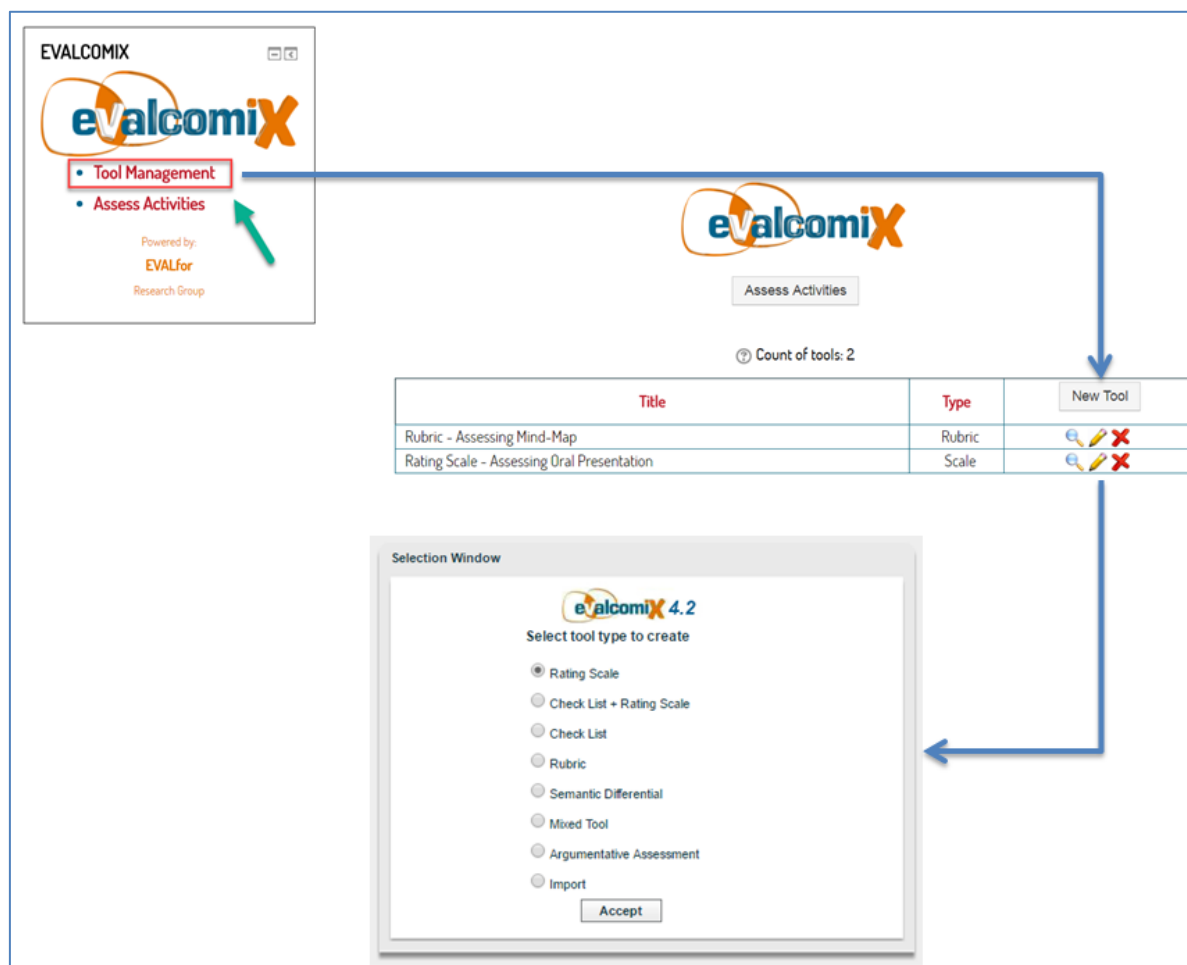 EVALCOMIX
evalcomiX
Tool Management
Assess Activities
Powered by:
EVALfor
Research Group
evalcomiX
Assess Activities
Count of tools: 2
Title Type New Tool
Rubric - Assessing Mind-Map Rubric
Rating Scale - Assessing Oral Presentation Scale
Selection Window
evalcomiX 4.2
Select tool type to create
Rating Scale
Check List + Rating Scale
Check List
Rubric
Semantic Differential
Mixed Tool
Argumentative Assessment
Import
Accept